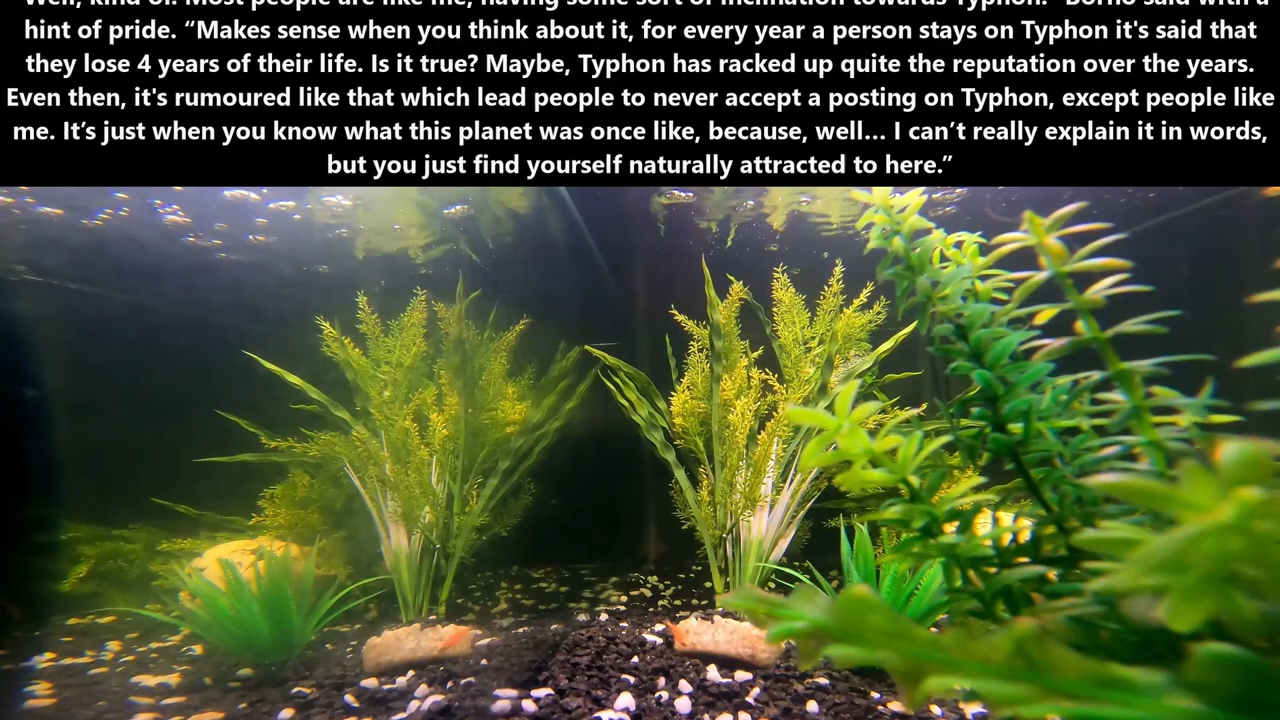 Well, kind of. Most people are like me, having some sort of inclination towards Typhon.” Borno said with a
hint of pride. “Makes sense when you think about it, for every year a person stays on Typhon it's said that
they lose 4 years of their life. Is it true? Maybe, Typhon has racked up quite the reputation over the years.
Even then, it's rumoured like that which lead people to never accept a posting on Typhon, except people like
me. It’s just when you know what this planet was once like, because, well... I can’t really explain it in words,
but you just find yourself naturally attracted to here.”